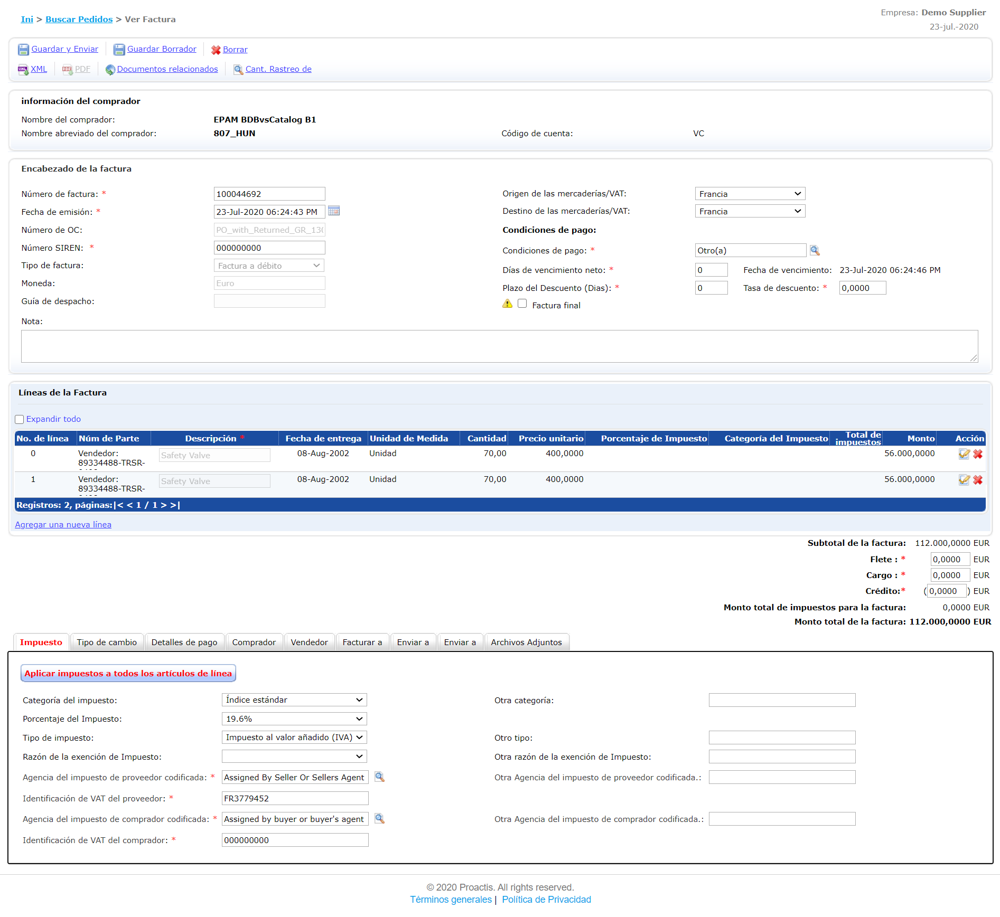 Ini > Buscar Pedidos > Ver Factura
Empresa: Demo Supplier
23-jul.-2020
Guardar y Enviar
Guardar Borrador
Borrar
XML
PDF
Documentos relacionados
Cant. Rastreo de
información del comprador
Nombre del comprador: EPAM BDBvsCatalog B1
Nombre abreviado del comprador: 807_HUN
Código de cuenta: VC
Encabezado de la factura
Número de factura: * 100044692
Fecha de emisión: * 23-Jul-2020 06:24:43 PM
Número de OC: PO_with_Returned_GR_130
Número SIREN: * 000000000
Tipo de factura: Factura a débito
Moneda: Euro
Guía de despacho:
Origen de las mercaderías/VAT: Francia
Destino de las mercaderías/VAT: Francia
Condiciones de pago:
Condiciones de pago: * Otro(a)
Días de vencimiento neto: * 0 Fecha de vencimiento: 23-Jul-2020 06:24:46 PM
Plazo del Descuento (Dias): * 0 Tasa de descuento: * 0,0000
Factura final
Nota:
Líneas de la Factura
Expandir todo
No. de línea Núm de Parte Descripción * Fecha de entrega Unidad de Medida Cantidad Precio unitario Porcentaje de Impuesto Categoría del Impuesto Total de impuestos Monto Acción
0 Vendedor: Safety Valve 08-Aug-2002 Unidad 70,00 400,0000 56.000,0000
89334488-TRSR-
1 Vendedor: Safety Valve 08-Aug-2002 Unidad 70,00 400,0000 56.000,0000
89334488-TRSR-
Registros: 2, páginas:|< < 1 / 1 > >|
Agregar una nueva línea
Subtotal de la factura: 112.000,0000 EUR
Flete : * 0,0000 EUR
Cargo : * 0,0000 EUR
Crédito:* (0,0000) EUR
Monto total de impuestos para la factura: 0,0000 EUR
Monto total de la factura: 112.000,0000 EUR
Impuesto Tipo de cambio Detalles de pago Comprador Vendedor Facturar a Enviar a Enviar a Archivos Adjuntos
Aplicar impuestos a todos los artículos de línea
Categoría del impuesto: Índice estándar Otra categoría:
Porcentaje del Impuesto: 19.6%
Tipo de impuesto: Impuesto al valor añadido (IVA) Otro tipo:
Razón de la exención de Impuesto: Otra razón de la exención de Impuesto:
Agencia del impuesto de proveedor codificada: * Assigned By Seller Or Sellers Agent Otra Agencia del impuesto de proveedor codificada.:
Identificación de VAT del proveedor: * FR3779452
Agencia del impuesto de comprador codificada: * Assigned by buyer or buyer's agent Otra Agencia del impuesto de comprador codificada.:
Identificación de VAT del comprador: * 000000000
© 2020 Proactis. All rights reserved.
Términos generales | Política de Privacidad